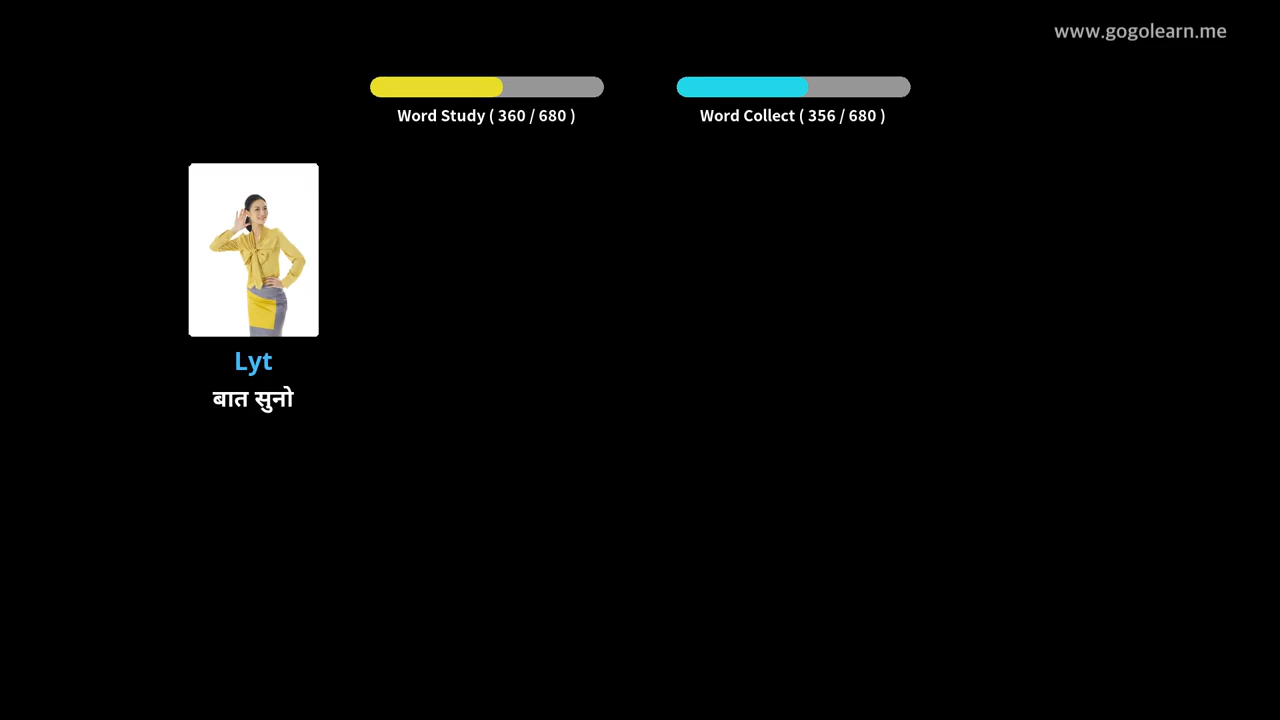 www.gogolearn.me
Word Study ( 360 / 680 )
Word Collect ( 356 / 680 )
Lyt
बात सुनो